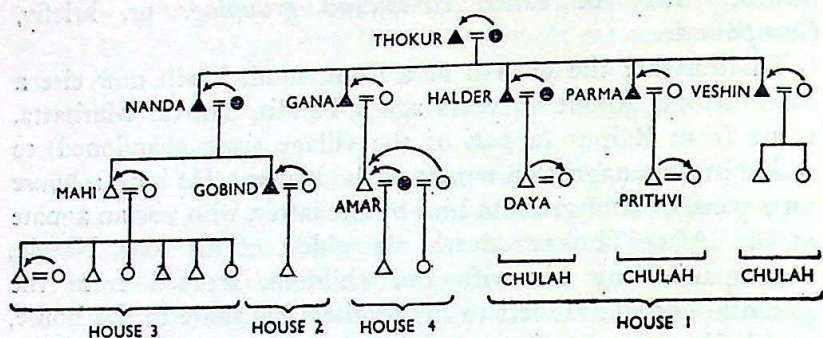 THOKUR
NANDA GANA HALDER PARMA VESHIN
MAHI GOBIND AMAR DAYA PRITHVI
CHULAH CHULAH CHULAH
HOUSE 3 HOUSE 2 HOUSE 4 HOUSE 1